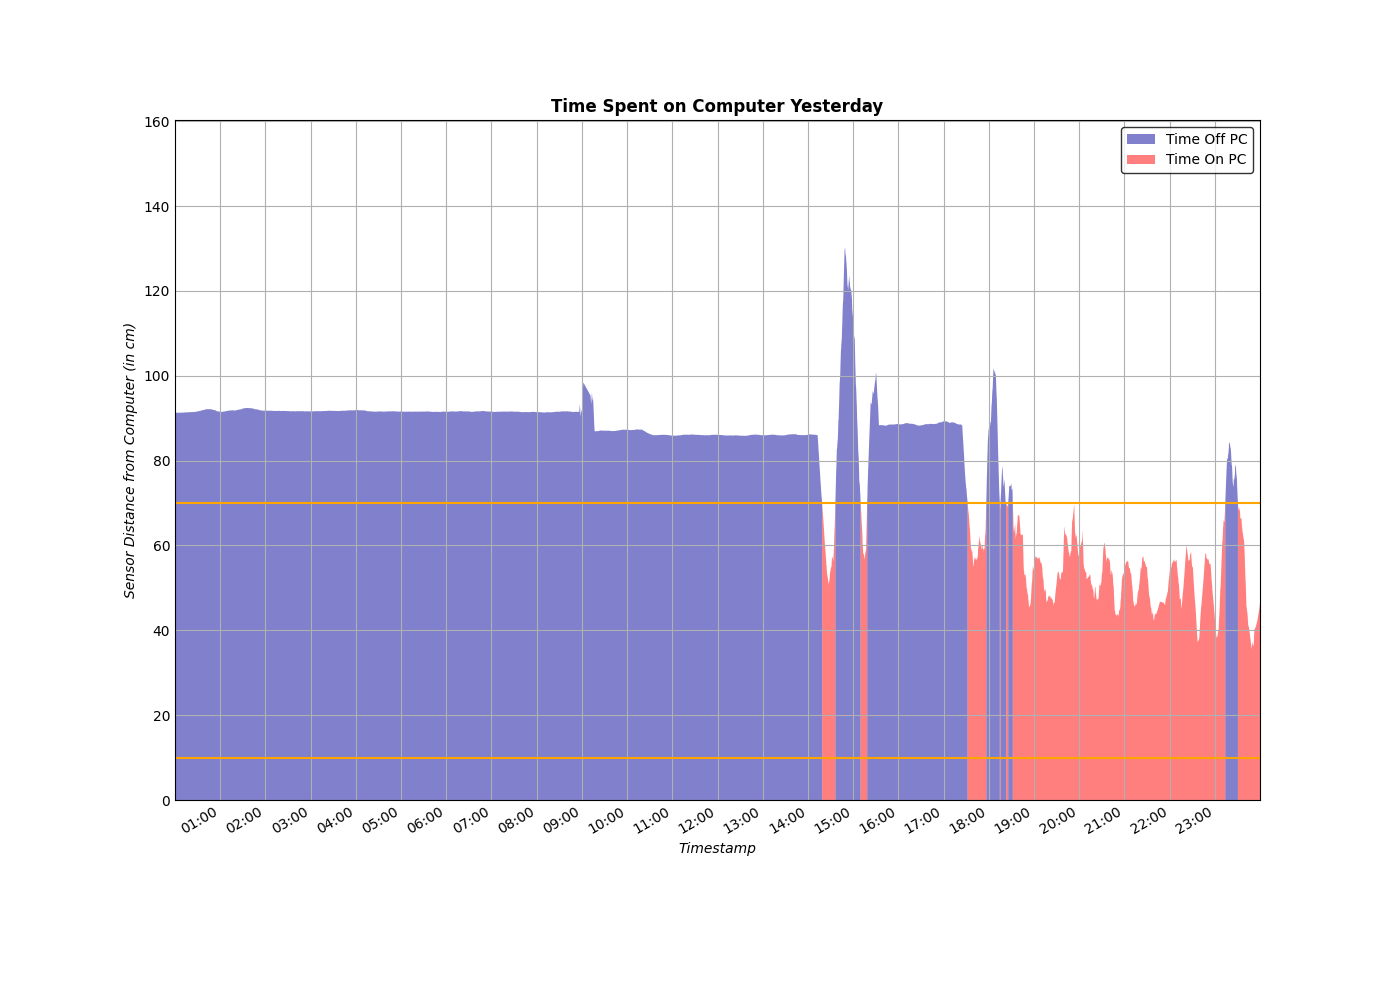 Time Spent on Computer Yesterday
Time Off PC
Time On PC
Sensor Distance from Computer (in cm)
160
140
120
100
80
60
40
20
0
01:00 02:00 03:00 04:00 05:00 06:00 07:00 08:00 09:00 10:00 11:00 12:00 13:00 14:00 15:00 16:00 17:00 18:00 19:00 20:00 21:00 22:00 23:00
Timestamp